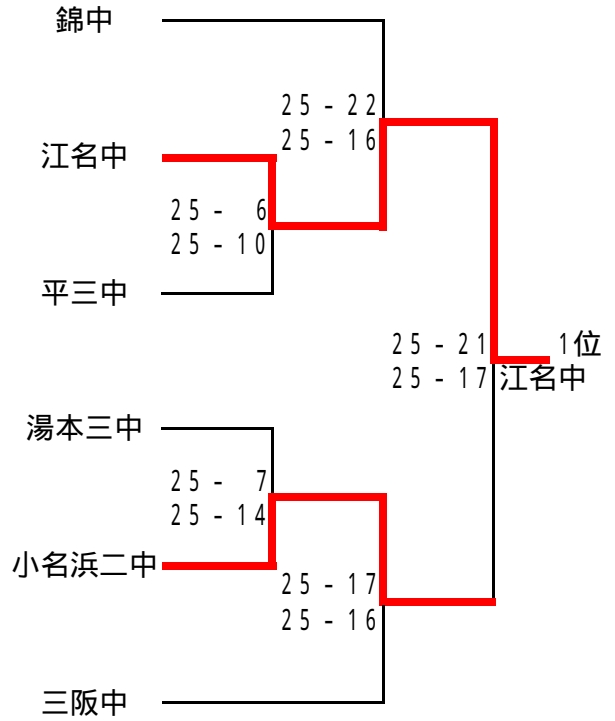 錦中
25-22
25-16
江名中
25- 6
25-10
平三中
25-21 1位
25-17 江名中
湯本三中
25- 7
25-14
小名浜二中
25-17
25-16
三阪中